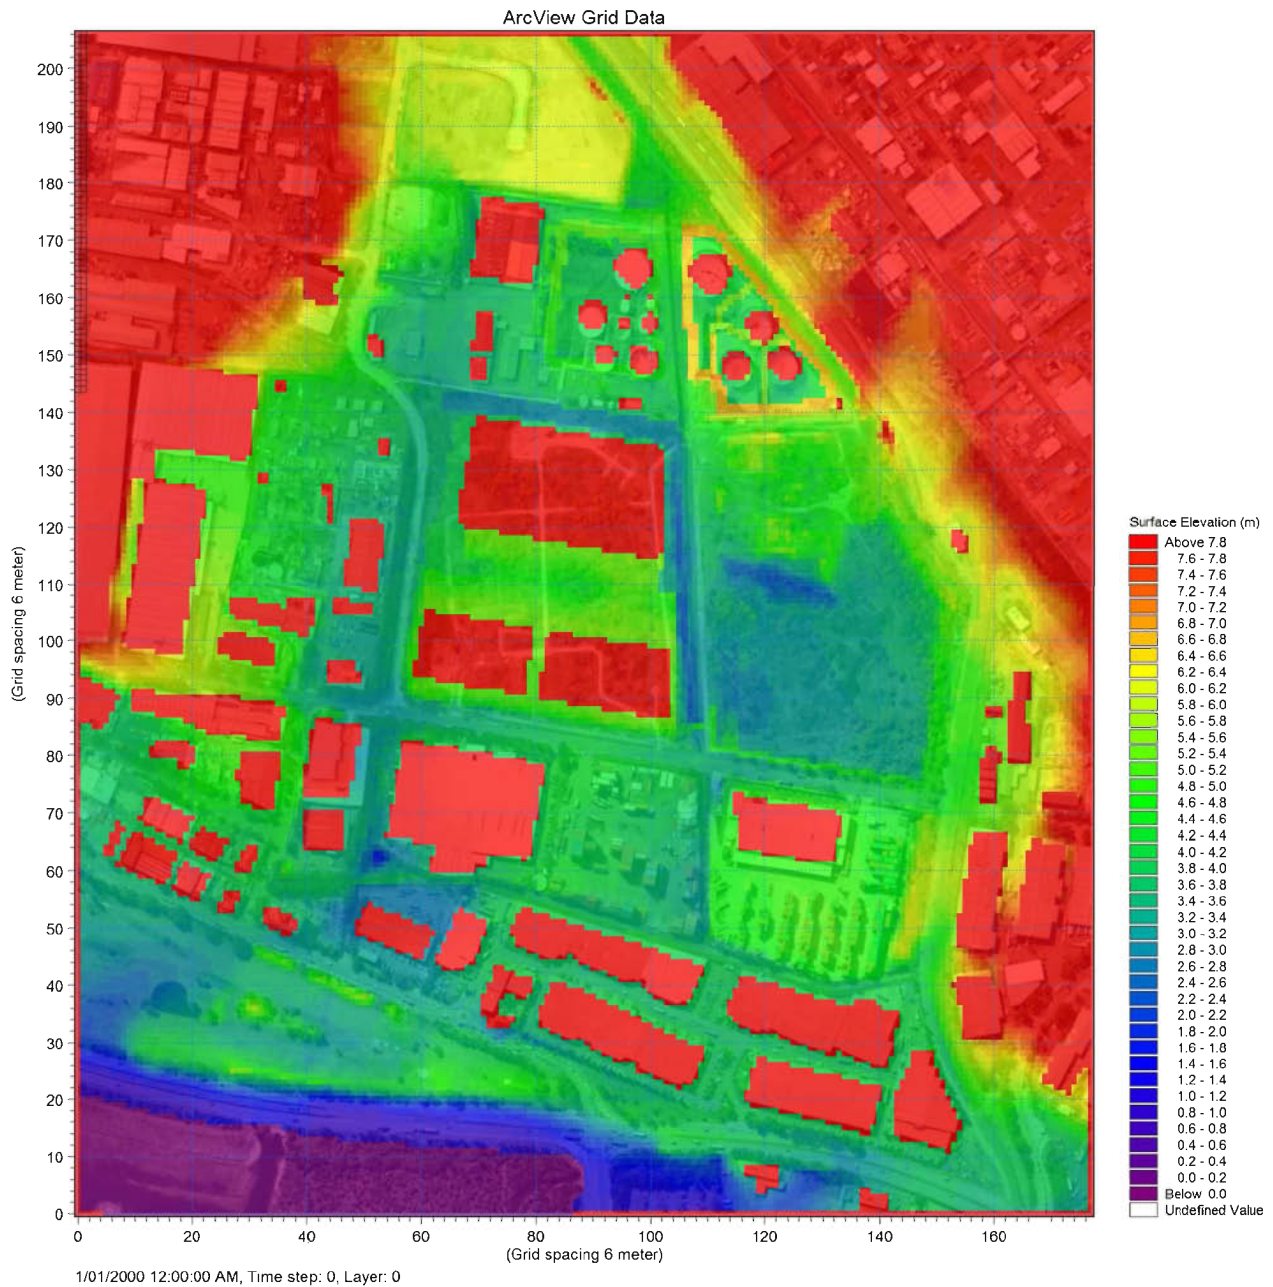 ArcView Grid Data
200
190
180
170
160
150
140
130
120
110
100
90
80
70
60
50
40
30
20
10
0
(Grid spacing 6 meter)
0 20 40 60 80 100 120 140 160
(Grid spacing 6 meter)
1/01/2000 12:00:00 AM, Time step: 0, Layer: 0
Surface Elevation (m)
Above 7.8
7.6 - 7.8
7.4 - 7.6
7.2 - 7.4
7.0 - 7.2
6.8 - 7.0
6.6 - 6.8
6.4 - 6.6
6.2 - 6.4
6.0 - 6.2
5.8 - 6.0
5.6 - 5.8
5.4 - 5.6
5.2 - 5.4
5.0 - 5.2
4.8 - 5.0
4.6 - 4.8
4.4 - 4.6
4.2 - 4.4
4.0 - 4.2
3.8 - 4.0
3.6 - 3.8
3.4 - 3.6
3.2 - 3.4
3.0 - 3.2
2.8 - 3.0
2.6 - 2.8
2.4 - 2.6
2.2 - 2.4
2.0 - 2.2
1.8 - 2.0
1.6 - 1.8
1.4 - 1.6
1.2 - 1.4
1.0 - 1.2
0.8 - 1.0
0.6 - 0.8
0.4 - 0.6
0.2 - 0.4
0.0 - 0.2
Below 0.0
Undefined Value